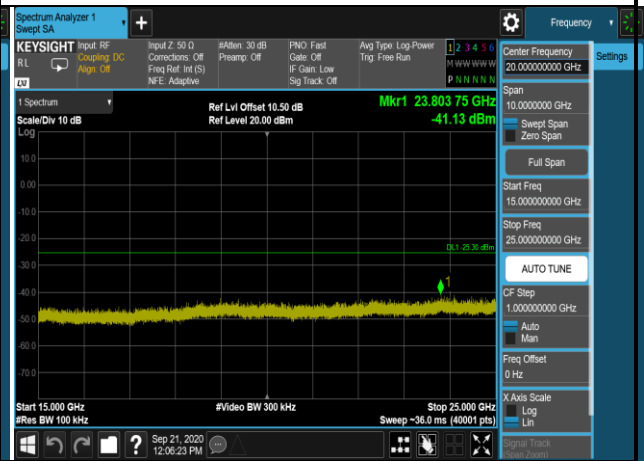 Spectrum Analyzer 1
Swept SA
+
Frequency
KEYSIGHT
RL
Input: RF
Coupling: DC
Align: Off
Input Z: 50 Ω
Corrections: Off
Freq Ref: Int (S)
NFE: Adaptive
#Atten: 30 dB
Preamp: Off
PNO: Fast
Gate: Off
IF Gain: Low
Sig Track: Off
Avg Type: Log-Power
Trig: Free Run
1 2 3 4 5 6
M W W W W W
P N N N N N
Center Frequency
20.000000000 GHz
Settings
Span
10.0000000 GHz
Swept Span
Zero Span
Full Span
Start Freq
15.000000000 GHz
Stop Freq
25.000000000 GHz
AUTO TUNE
CF Step
1.000000000 GHz
Auto
Man
Freq Offset
0 Hz
X Axis Scale
Log
Lin
Signal Track
(Span Zoom)
1 Spectrum
Scale/Div 10 dB
Log
Ref Lvl Offset 10.50 dB
Ref Level 20.00 dBm
Mkr1 23.803 75 GHz
-41.13 dBm
10.0
0.00
-10.0
-20.0
-30.0
-40.0
-50.0
-60.0
-70.0
DL1 -25.30 dBm
1
Start 15.000 GHz
#Res BW 100 kHz
#Video BW 300 kHz
Stop 25.000 GHz
Sweep ~36.0 ms (40001 pts)
?
Sep 21, 2020
12:06:23 PM